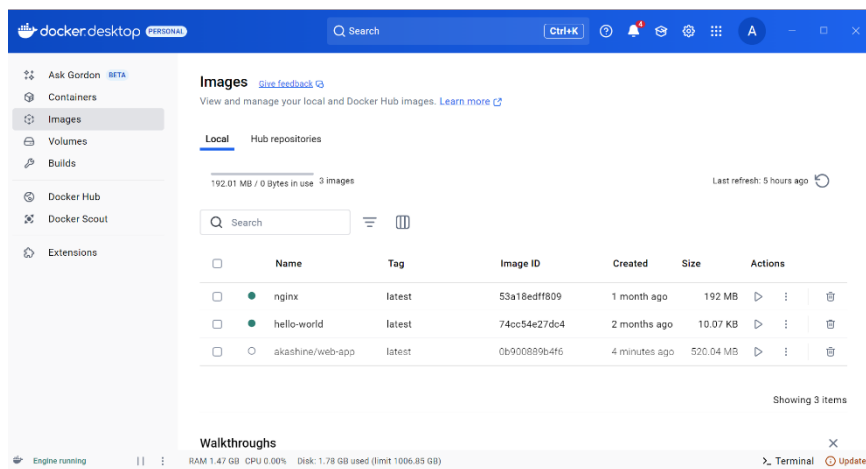 docker.desktop PERSONAL Search Ctrl+K 4 A
Ask Gordon BETA
Containers
Images
Volumes
Builds
Docker Hub
Docker Scout
Extensions
Images Give feedback
View and manage your local and Docker Hub images. Learn more
Local Hub repositories
192.01 MB / 0 Bytes in use 3 images Last refresh: 5 hours ago
Search
Name Tag Image ID Created Size Actions
nginx latest 53a18edff809 1 month ago 192 MB
hello-world latest 74cc54e27dc4 2 months ago 10.07 KB
akashine/web-app latest 0b900889b4f6 4 minutes ago 520.04 MB
Showing 3 items
Walkthroughs
Engine running RAM 1.47 GB CPU 0.00% Disk: 1.78 GB used (limit 1006.85 GB) Terminal Update